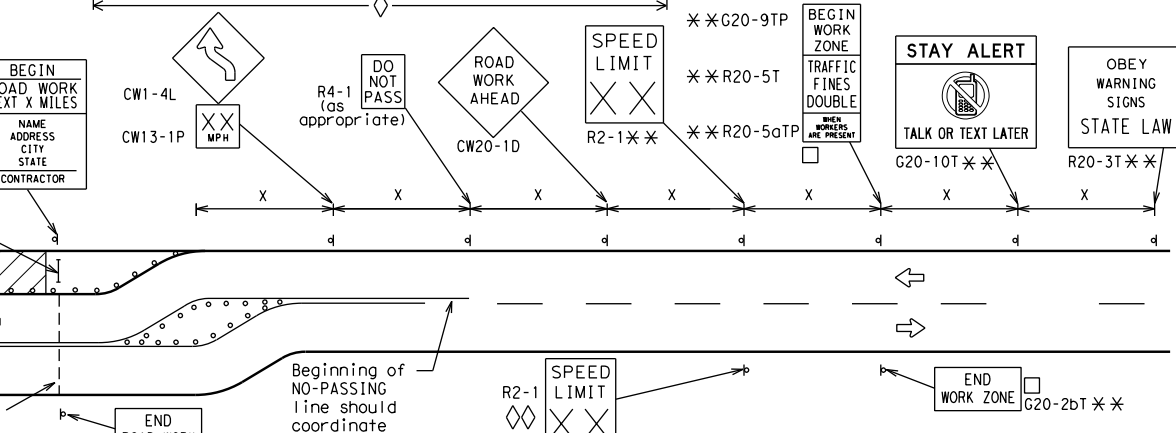 BEGIN
ROAD WORK
NEXT X MILES
NAME
ADDRESS
CITY
STATE
CONTRACTOR
CW1-4L
CW13-1P
X X
MPH
R4-1
(as
appropriate)
DO
NOT
PASS
ROAD
WORK
AHEAD
CW20-1D
SPEED
LIMIT
X X
R2-1**
**G20-9TP
**R20-5T
**R20-5aTP
BEGIN
WORK
ZONE
TRAFFIC
FINES
DOUBLE
WHEN
WORKERS
ARE PRESENT
STAY ALERT
TALK OR TEXT LATER
G20-10T**
OBEY
WARNING
SIGNS
STATE LAW
R20-3T**
X X X X X X X
Beginning of
NO-PASSING
line should
coordinate
R2-1
SPEED
LIMIT
X X
END
WORK ZONE
G20-2bT**
END
ROAD WORK